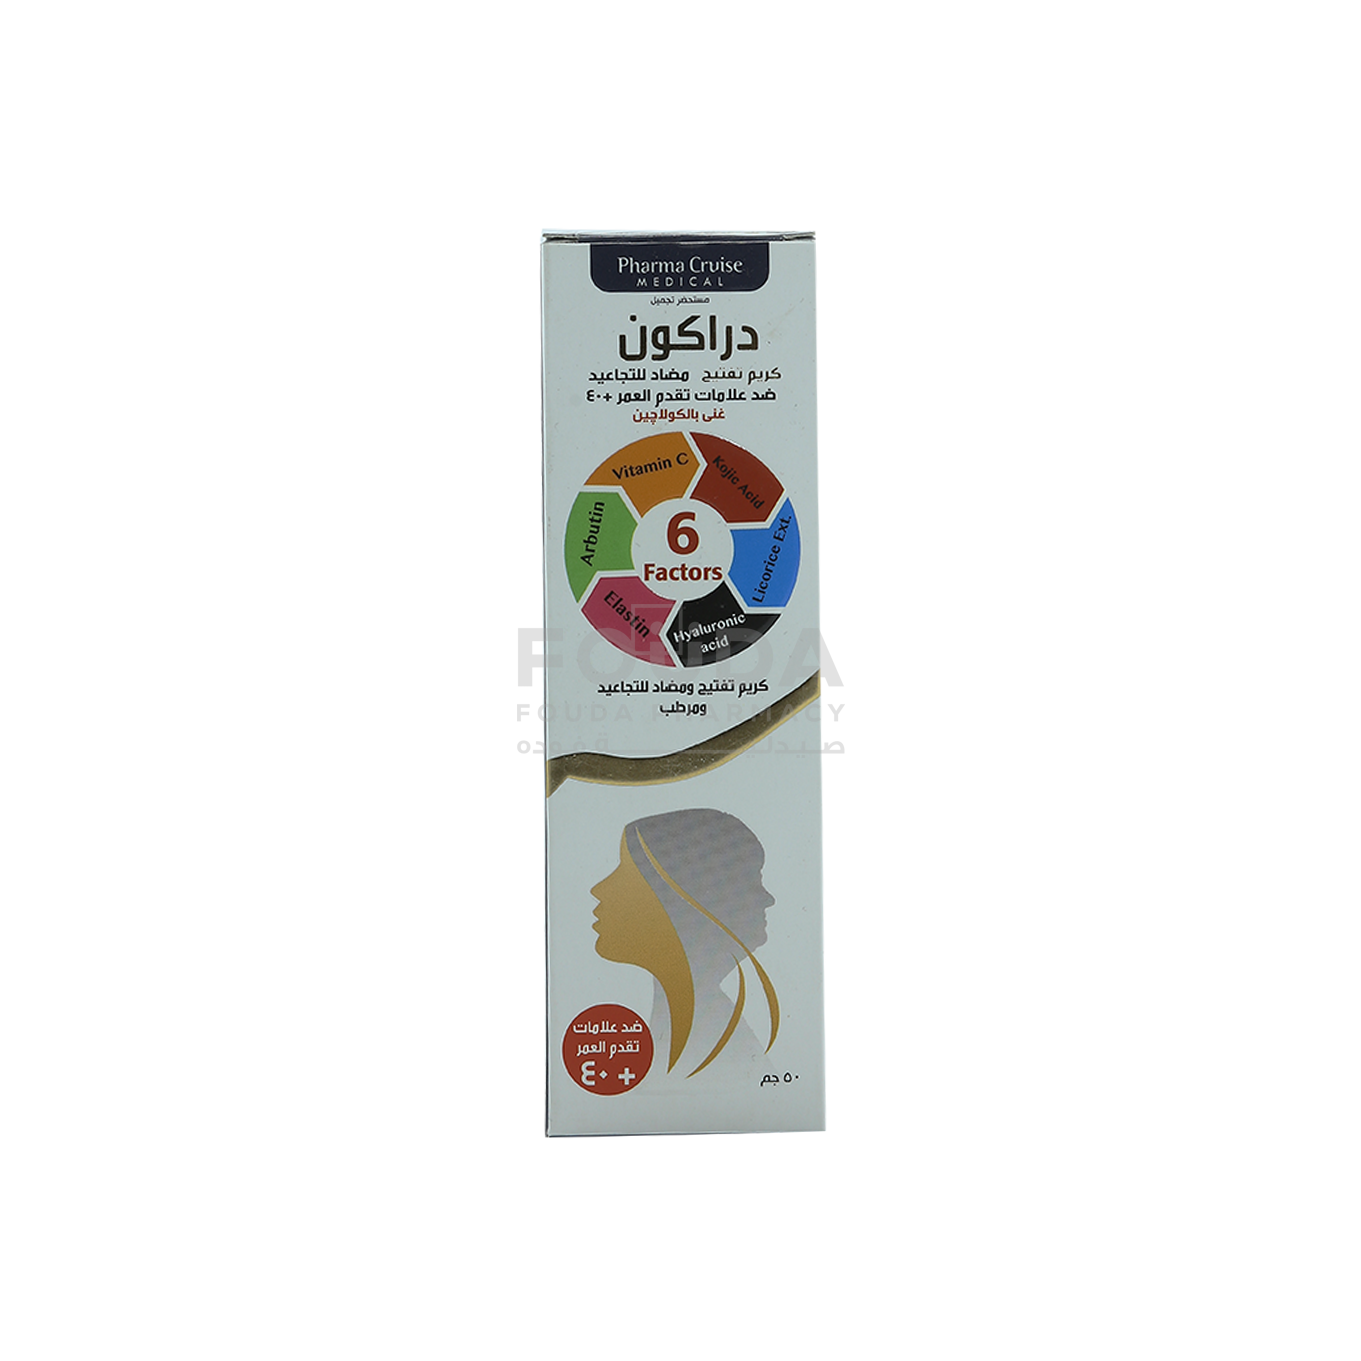 Pharma Cruise
MEDICAL
مستحضر تجميل
دراكون
كريم تفتيح مضاد للتجاعيد
ضد علامات تقدم العمر +٤٠
غنى بالكولاچين
Vitamin C
Kojic Acid
Licorice Ext.
Hyaluronic
acid
Elastin
Arbutin
6
Factors
FOUDA
كريم تفتيح ومضاد للتجاعيد
ومرطب
FOUDA PHARMACY
صيدليـــة فوده
ضد علامات
تقدم العمر
+ ٤٠
٥٠ جم